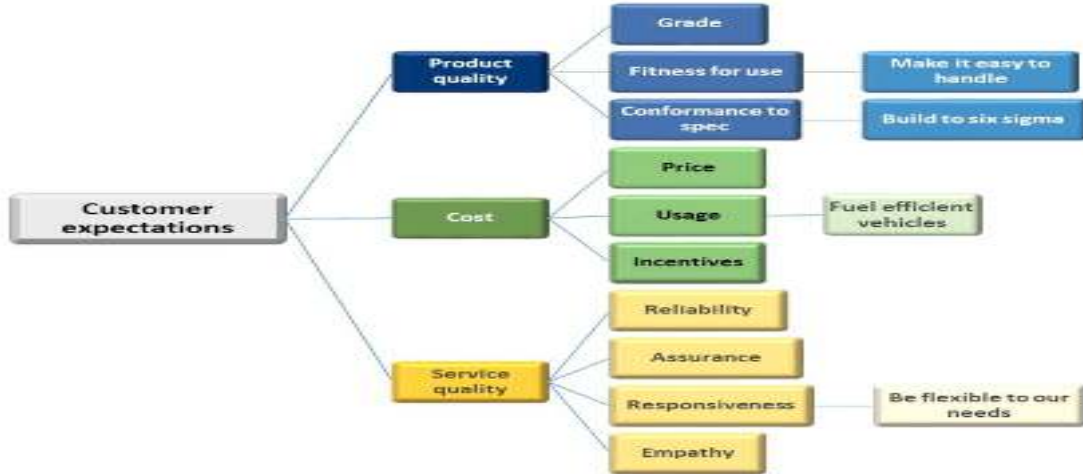 Grade
Product
quality
Fitness for use
Make it easy to
handle
Conformance to
spec
Build to six sigma
Price
Customer
expectations
Cost
Usage
Fuel efficient
vehicles
Incentives
Reliability
Service
quality
Assurance
Responsiveness
Be flexible to our
needs
Empathy